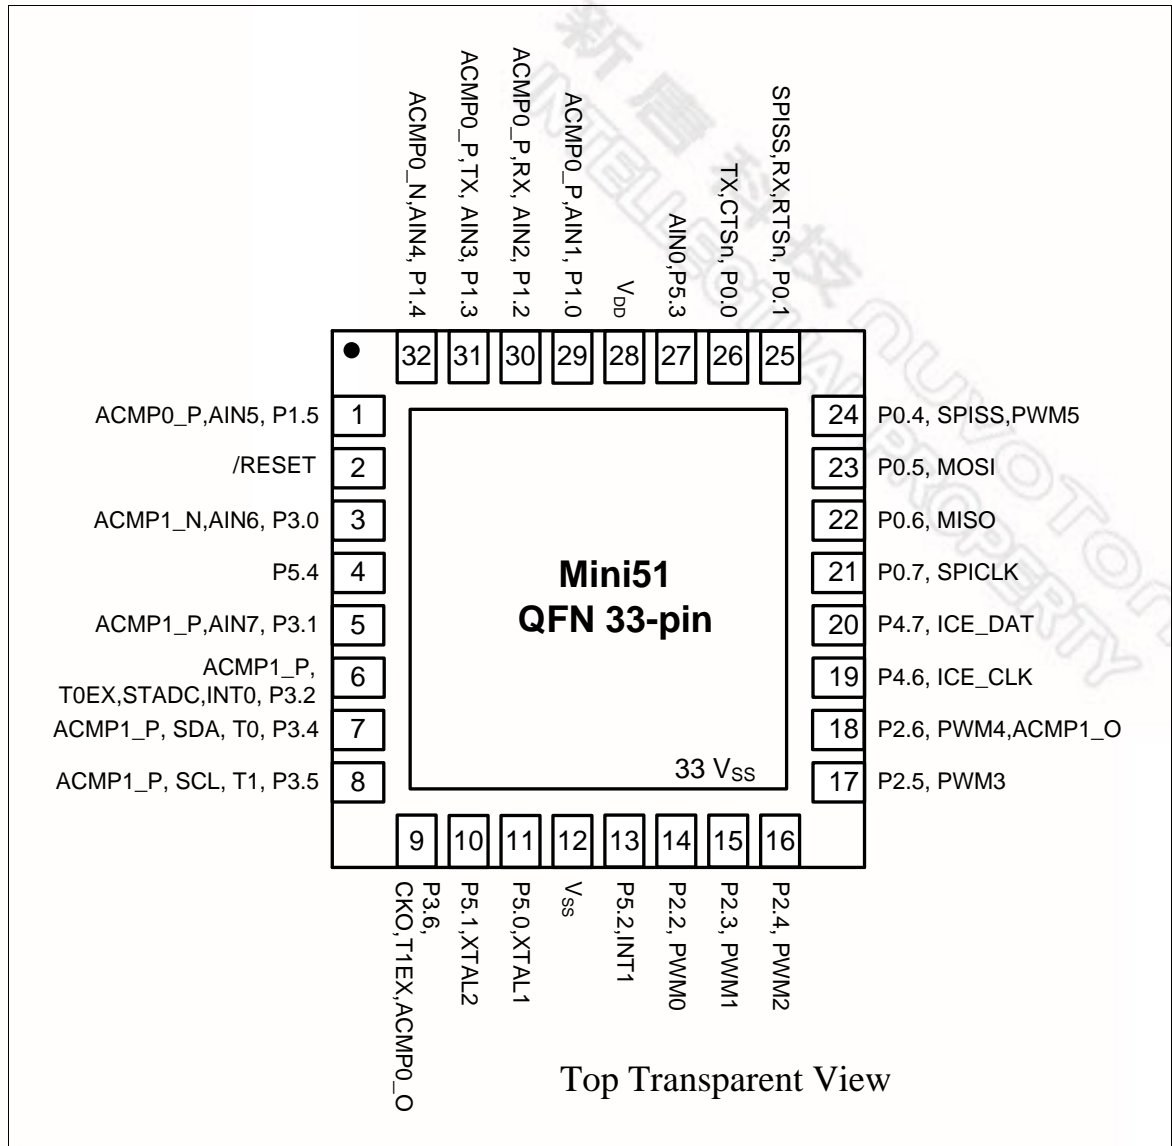 新唐科技 nuvoTon
INTELLECTUAL PROPERTY
ACMP0_N,AIN4, P1.4
ACMP0_P,TX, AIN3, P1.3
ACMP0_P,RX, AIN2, P1.2
ACMP0_P,AIN1, P1.0
VDD
AIN0,P5.3
TX,CTSn, P0.0
SPISS,RX,RTSn, P0.1
32 31 30 29 28 27 26 25
ACMP0_P,AIN5, P1.5 1
/RESET 2
ACMP1_N,AIN6, P3.0 3
P5.4 4
ACMP1_P,AIN7, P3.1 5
ACMP1_P,
T0EX,STADC,INT0, P3.2 6
ACMP1_P, SDA, T0, P3.4 7
ACMP1_P, SCL, T1, P3.5 8
Mini51
QFN 33-pin
33 VSS
24 P0.4, SPISS,PWM5
23 P0.5, MOSI
22 P0.6, MISO
21 P0.7, SPICLK
20 P4.7, ICE_DAT
19 P4.6, ICE_CLK
18 P2.6, PWM4,ACMP1_O
17 P2.5, PWM3
9 10 11 12 13 14 15 16
P3.6,
CKO,T1EX,ACMP0_O
P5.1,XTAL2
P5.0,XTAL1
VSS
P5.2,INT1
P2.2, PWM0
P2.3, PWM1
P2.4, PWM2
Top Transparent View